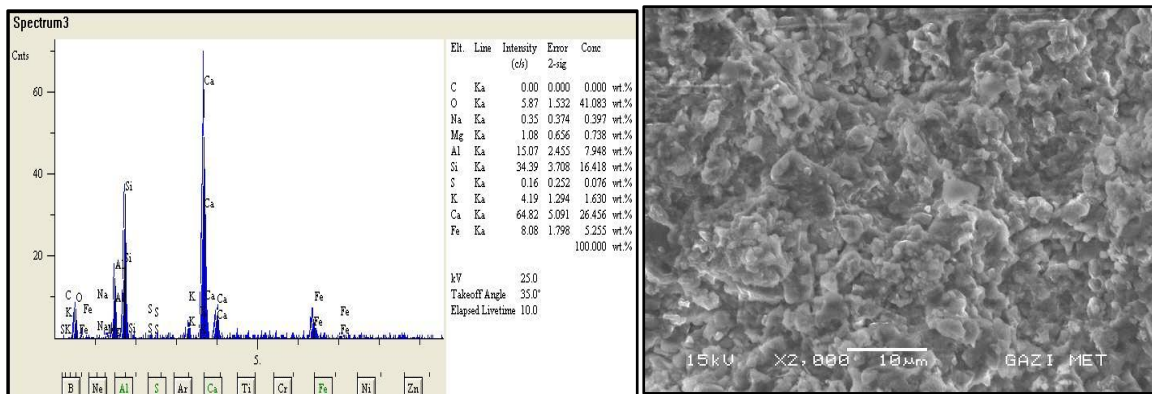 Spectrum3
Cnts
60
40
20
Ca
Ca
Si
Si
Al
A
C
O
K
Fe
Na
Fe
Na
Si
S
S
S
S
K
K
Ca
Ca
Ca
Fe
Fe
Fe
Fe
5.
B Ne Al S Ar Ca Ti Cr Fe Ni Zn
Elt. Line Intensity Error Conc
(c/s) 2-sig
C Ka 0.00 0.000 0.000 wt.%
O Ka 5.87 1.532 41.083 wt.%
Na Ka 0.35 0.374 0.397 wt.%
Mg Ka 1.08 0.656 0.738 wt.%
Al Ka 15.07 2.455 7.948 wt.%
Si Ka 34.39 3.708 16.418 wt.%
S Ka 0.16 0.252 0.076 wt.%
K Ka 4.19 1.294 1.630 wt.%
Ca Ka 64.82 5.091 26.456 wt.%
Fe Ka 8.08 1.798 5.255 wt.%
100.000 wt.%
kV 25.0
Takeoff Angle 35.0°
Elapsed Livetime 10.0
15kV X2,000 10μm GAZI MET